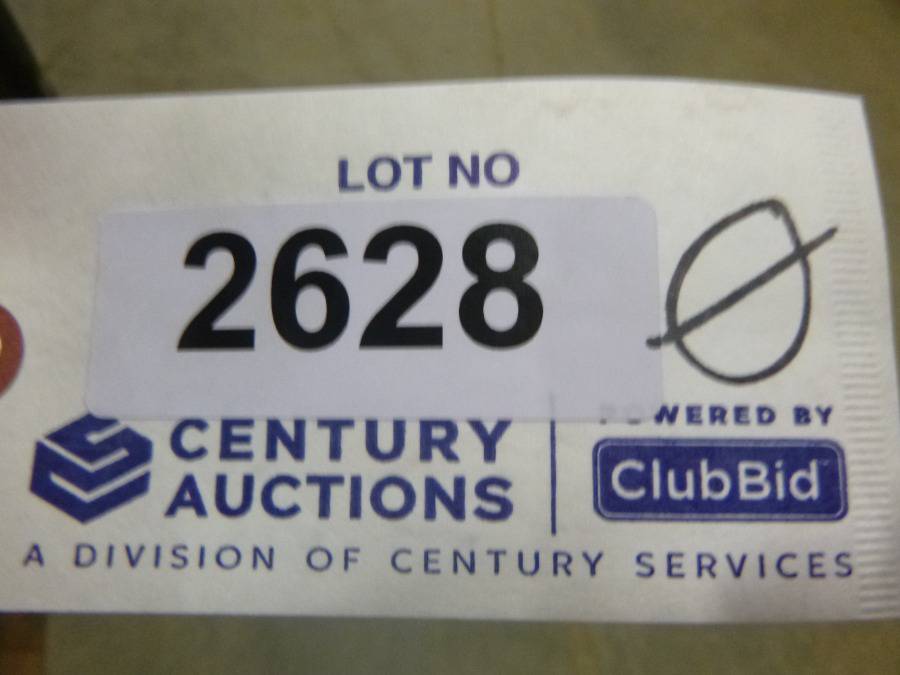 LOT NO
2628 Ø
CENTURY
AUCTIONS
POWERED BY
ClubBid
A DIVISION OF CENTURY SERVICES